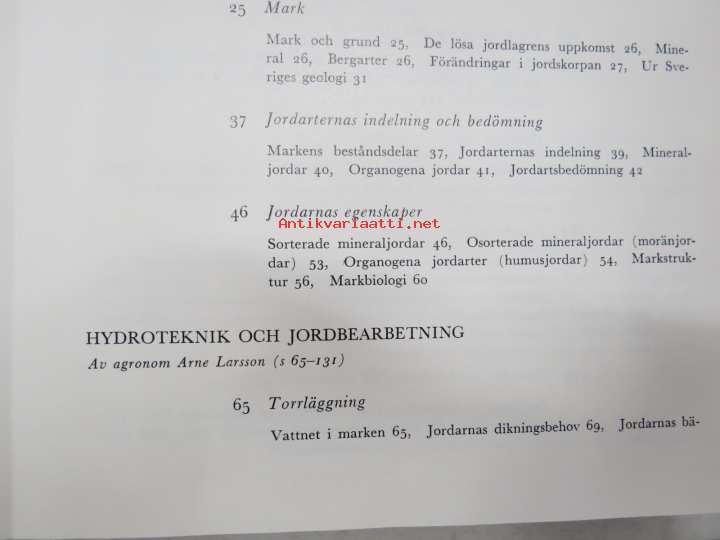 25 Mark
Mark och grund 25, De lösa jordlagrens uppkomst 26, Mine-
ral 26, Bergarter 26, Förändringar i jordskorpan 27, Ur Sve-
riges geologi 31
37 Jordarternas indelning och bedömning
Markens beståndsdelar 37, Jordarternas indelning 39, Mineral-
jordar 40, Organogena jordar 41, Jordartsbedömning 42
46 Jordarnas egenskaper
Antikvariaatti.net
Sorterade mineraljordar 46, Osorterade mineraljordar (moränjor-
dar) 53, Organogena jordarter (humusjordar) 54, Markstruk-
tur 56, Markbiologi 60
HYDROTEKNIK OCH JORDBEARBETNING
Av agronom Arne Larsson (s 65–131)
65 Torrläggning
Vattnet i marken 65, Jordarnas dikningsbehov 69, Jordarnas bä-